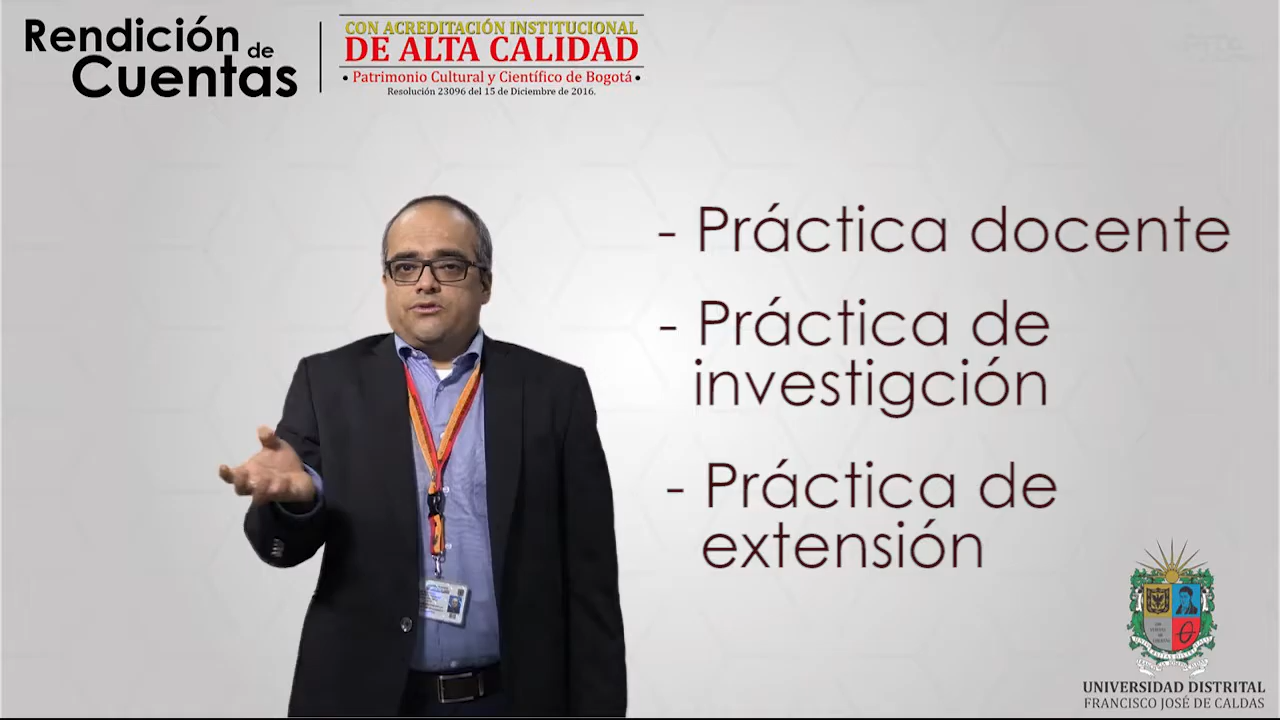 Rendición de
Cuentas
CON ACREDITACIÓN INSTITUCIONAL
DE ALTA CALIDAD
• Patrimonio Cultural y Científico de Bogotá •
Resolución 23096 del 15 de Diciembre de 2016.
- Práctica docente
- Práctica de
investigción
- Práctica de
extensión
UNIVERSIDAD DISTRITAL
FRANCISCO JOSÉ DE CALDAS